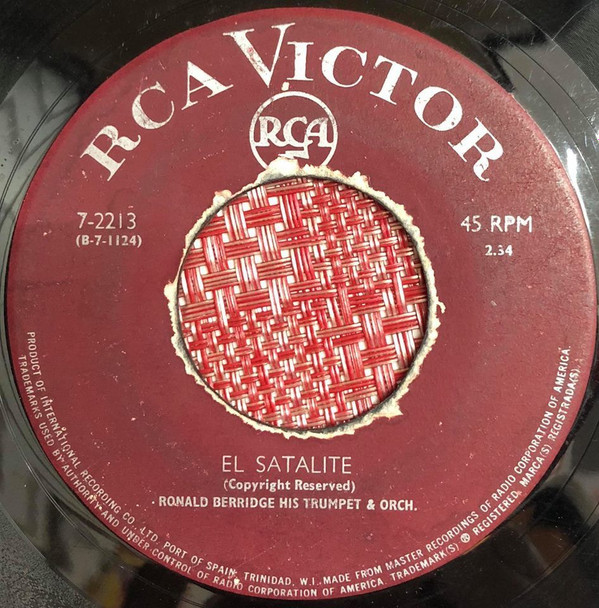 RCA VICTOR
RCA
7-2213
(B-7-1124)
45 RPM
2.34
EL SATALITE
(Copyright Reserved)
RONALD BERRIDGE HIS TRUMPET & ORCH.
PRODUCT OF INTERNATIONAL RECORDING CO., LTD. PORT OF SPAIN, TRINIDAD, W.I. MADE FROM MASTER RECORDINGS OF RADIO CORPORATION OF AMERICA.
TRADEMARKS USED BY AUTHORITY AND UNDER CONTROL OF RADIO CORPORATION OF AMERICA. TRADEMARK(S) ® REGISTERED. MARCA(S) REGISTRADA(S).